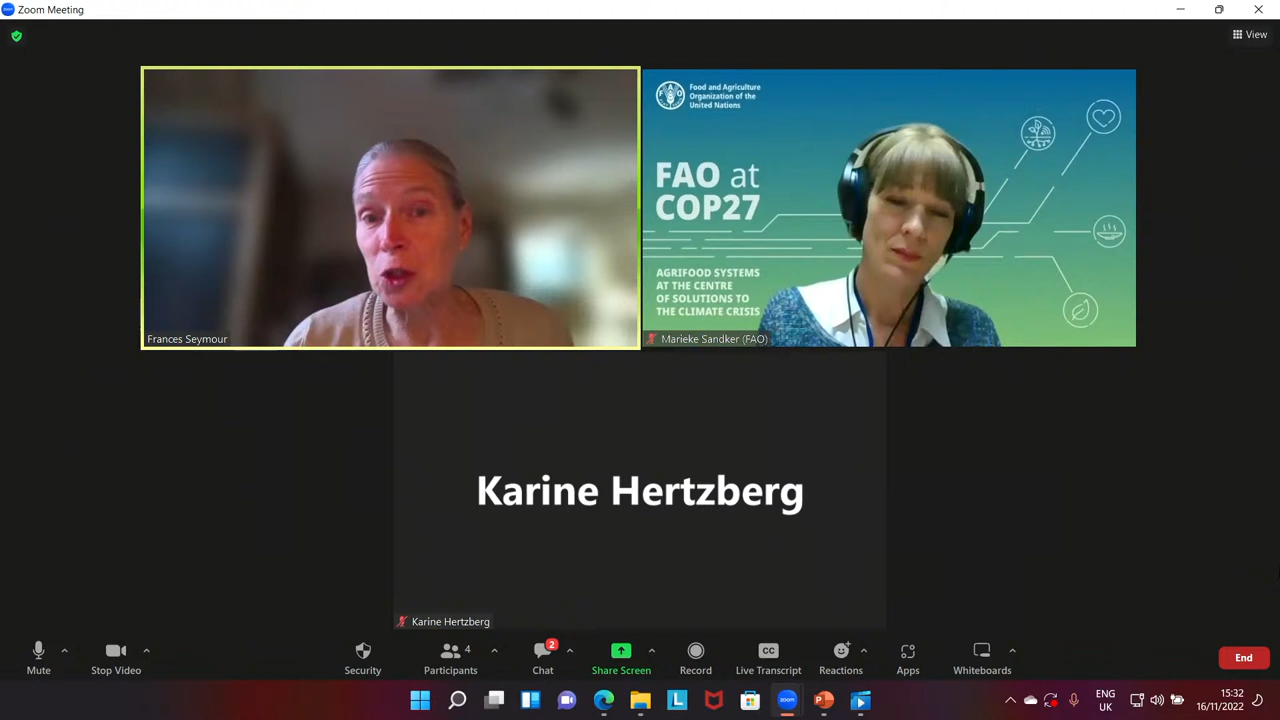 Zoom Meeting
View
Food and Agriculture
Organization of the
United Nations
FAO at
COP27
AGRIFOOD SYSTEMS
AT THE CENTRE
OF SOLUTIONS TO
THE CLIMATE CRISIS
Frances Seymour
Marieke Sandker (FAO)
Karine Hertzberg
Karine Hertzberg
Mute
Stop Video
Security
4
Participants
2
Chat
Share Screen
Record
CC
Live Transcript
Reactions
Apps
Whiteboards
End
ENG
UK
15:32
16/11/2022